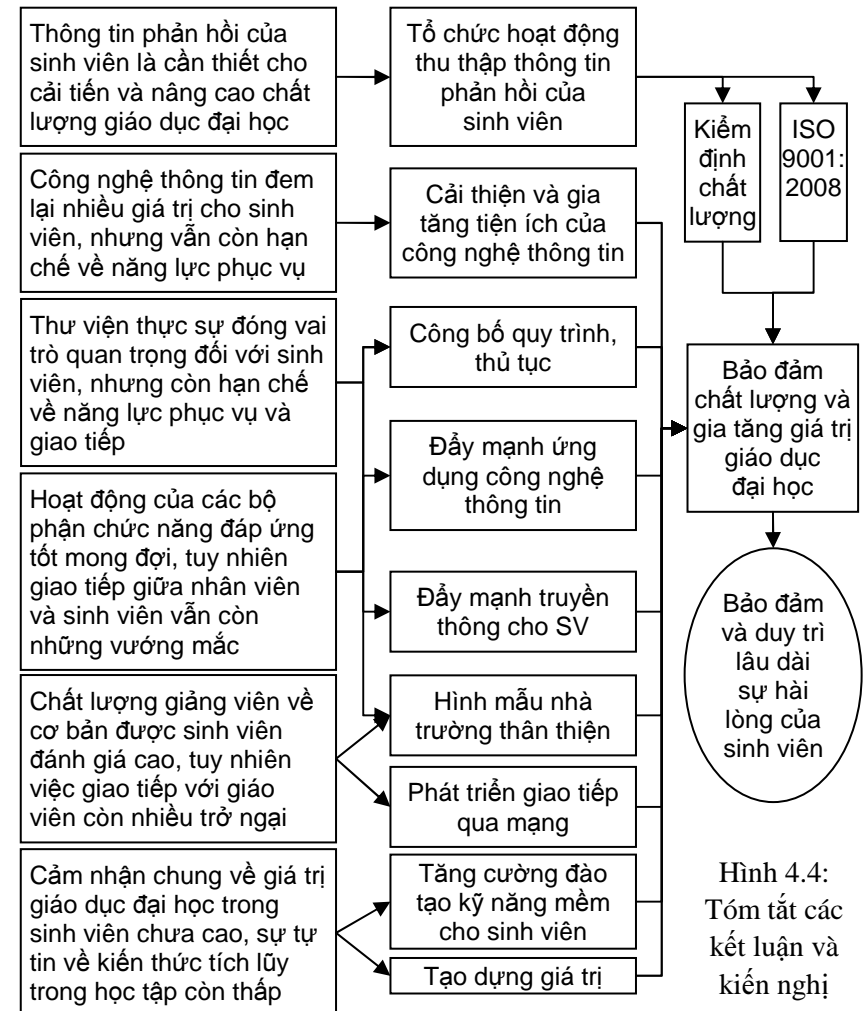 Thông tin phản hồi của
sinh viên là cần thiết cho
cải tiến và nâng cao chất
lượng giáo dục đại học
Tổ chức hoạt động
thu thập thông tin
phản hồi của
sinh viên
Kiểm
định
chất
lượng
ISO
9001:
2008
Công nghệ thông tin đem
lại nhiều giá trị cho sinh
viên, nhưng vẫn còn hạn
chế về năng lực phục vụ
Cải thiện và gia
tăng tiện ích của
công nghệ thông tin
Thư viện thực sự đóng vai
trò quan trọng đối với sinh
viên, nhưng còn hạn chế
về năng lực phục vụ và
giao tiếp
Công bố quy trình,
thủ tục
Bảo đảm
chất lượng và
gia tăng giá trị
giáo dục
đại học
Đẩy mạnh ứng
dụng công nghệ
thông tin
Hoạt động của các bộ
phận chức năng đáp ứng
tốt mong đợi, tuy nhiên
giao tiếp giữa nhân viên
và sinh viên vẫn còn
những vướng mắc
Đẩy mạnh truyền
thông cho SV
Bảo đảm
và duy trì
lâu dài
sự hài
lòng của
sinh viên
Chất lượng giảng viên về
cơ bản được sinh viên
đánh giá cao, tuy nhiên
việc giao tiếp với giáo
viên còn nhiều trở ngại
Hình mẫu nhà
trường thân thiện
Phát triển giao tiếp
qua mạng
Cảm nhận chung về giá trị
giáo dục đại học trong
sinh viên chưa cao, sự tự
tin về kiến thức tích lũy
trong học tập còn thấp
Tăng cường đào
tạo kỹ năng mềm
cho sinh viên
Tạo dựng giá trị
Hình 4.4:
Tóm tắt các
kết luận và
kiến nghị